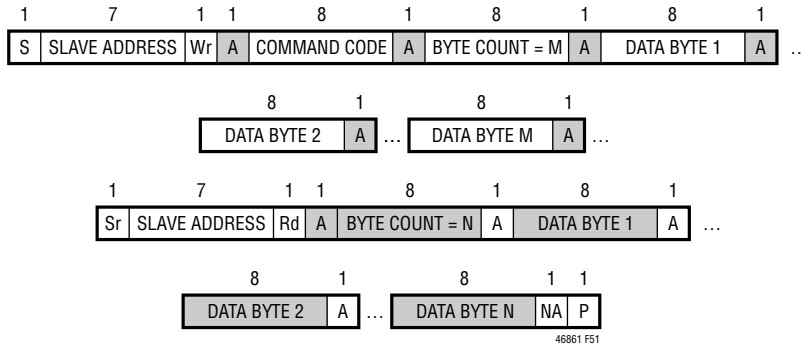 1 7 1 1 8 1 8 1 8 1
S SLAVE ADDRESS Wr A COMMAND CODE A BYTE COUNT = M A DATA BYTE 1 A ..
8 1 8 1
DATA BYTE 2 A ... DATA BYTE M A ...
1 7 1 1 8 1 8 1
Sr SLAVE ADDRESS Rd A BYTE COUNT = N A DATA BYTE 1 A ...
8 1 8 1 1
DATA BYTE 2 A ... DATA BYTE N NA P
46861 F51